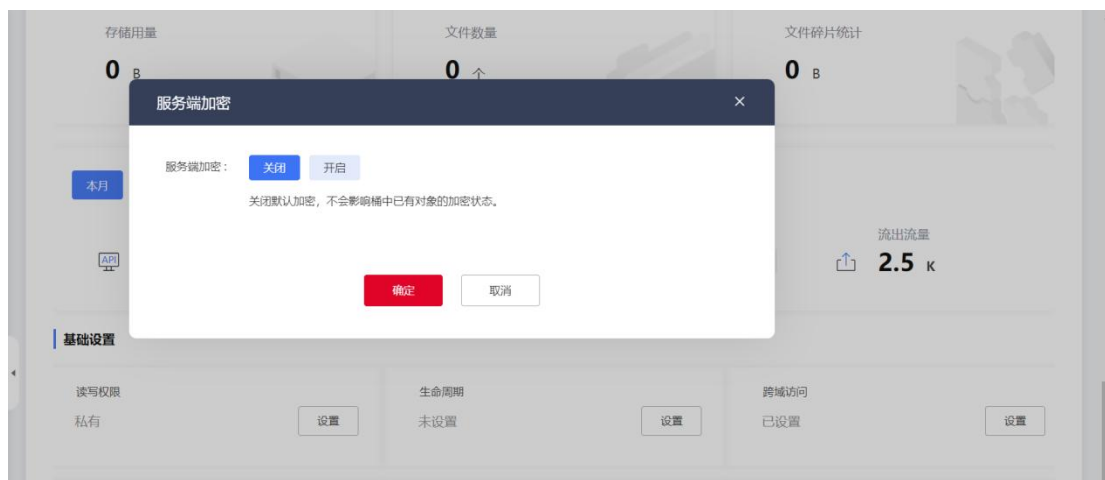 存储用量
文件数量
文件碎片统计
0 B
0 个
0 B
服务端加密
×
服务端加密：
关闭
开启
关闭默认加密，不会影响桶中已有对象的加密状态。
本月
API
流出流量
2.5 K
确定
取消
基础设置
读写权限
生命周期
跨域访问
私有
设置
未设置
设置
已设置
设置